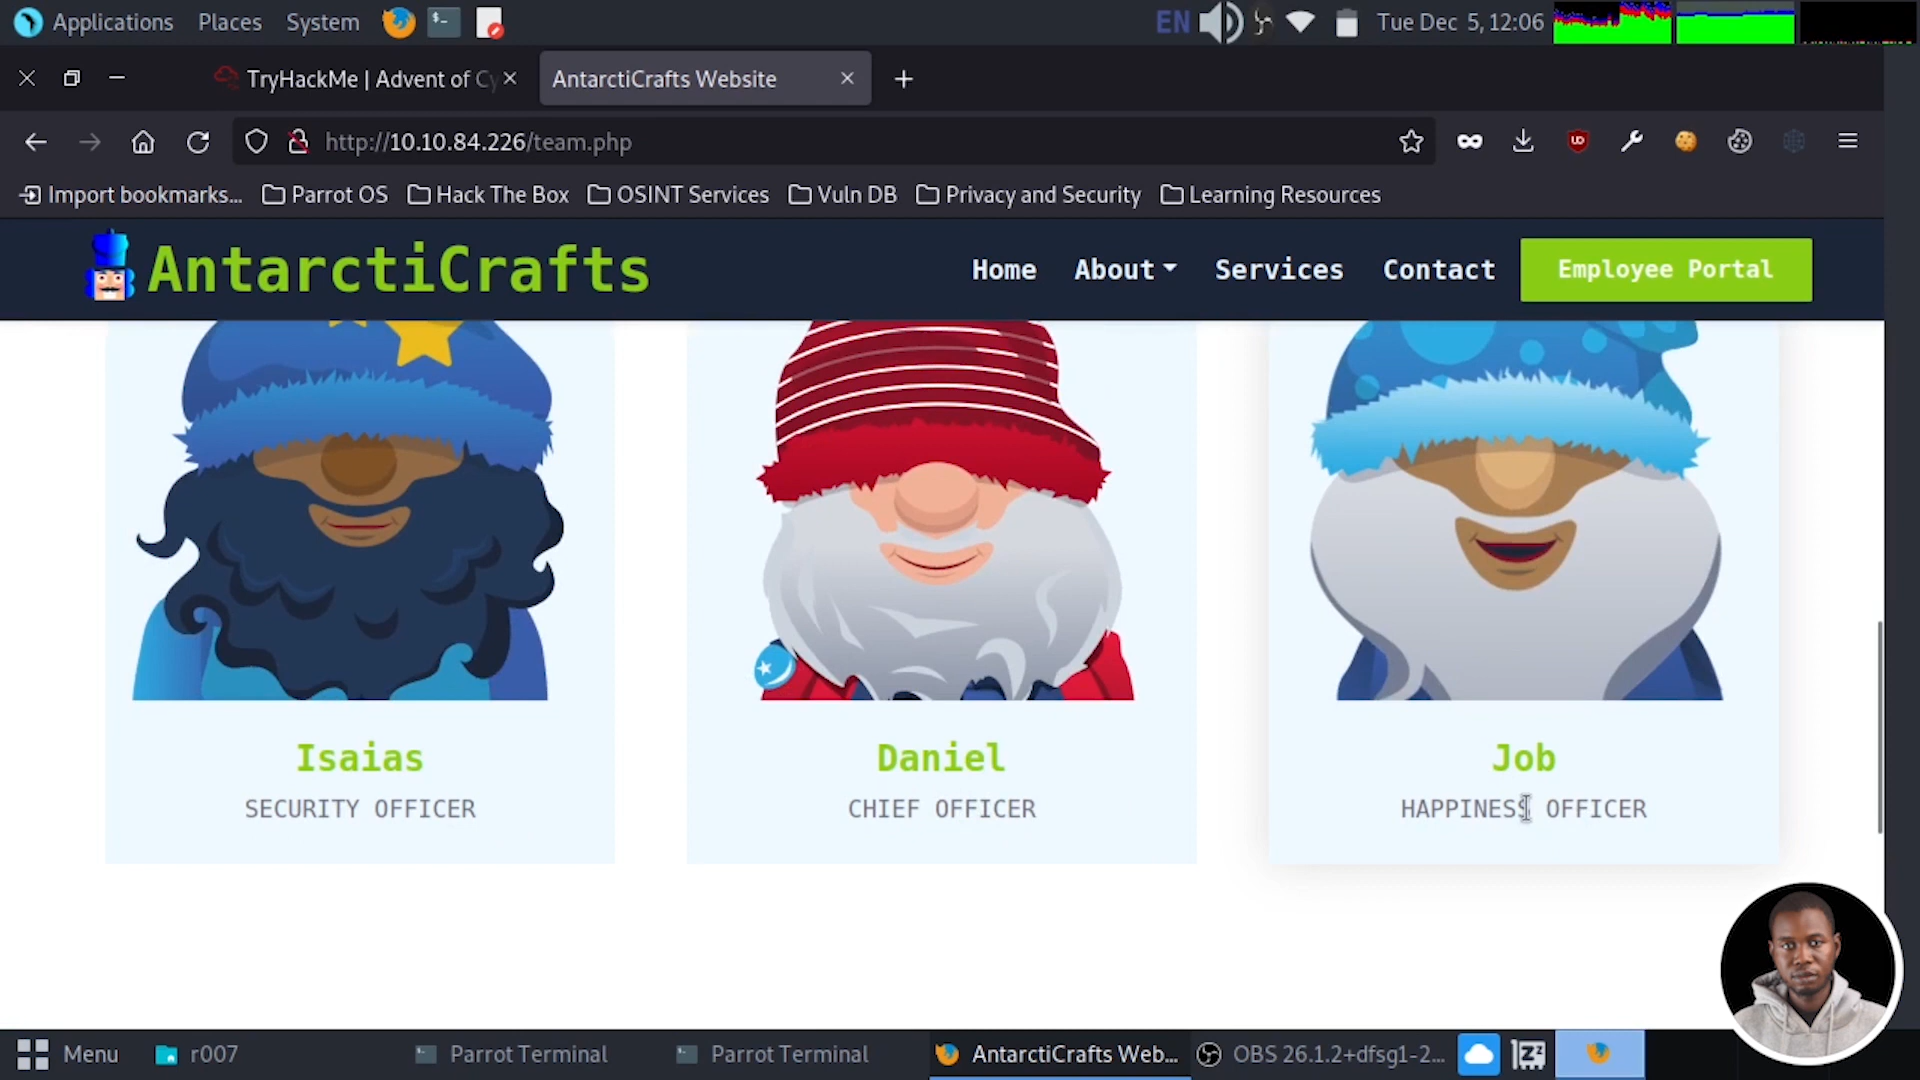 Applications Places System EN Tue Dec 5, 12:06
TryHackMe | Advent of Cy AntarctiCrafts Website
http://10.10.84.226/team.php
Import bookmarks... Parrot OS Hack The Box OSINT Services Vuln DB Privacy and Security Learning Resources
AntarctiCrafts Home About Services Contact Employee Portal
Isaias Daniel Job
SECURITY OFFICER CHIEF OFFICER HAPPINESS OFFICER
Menu r007 Parrot Terminal Parrot Terminal AntarctiCrafts Web... OBS 26.1.2+dfsg1-2...